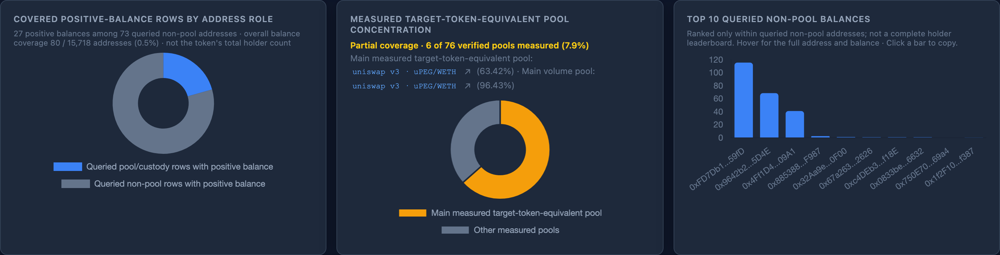 COVERED POSITIVE-BALANCE ROWS BY ADDRESS ROLE
27 positive balances among 73 queried non-pool addresses · overall balance
coverage 80 / 15,718 addresses (0.5%) · not the token's total holder count
Queried pool/custody rows with positive balance
Queried non-pool rows with positive balance
MEASURED TARGET-TOKEN-EQUIVALENT POOL
CONCENTRATION
Partial coverage · 6 of 76 verified pools measured (7.9%)
Main measured target-token-equivalent pool:
uniswap v3 · uPEG/WETH ↗ (63.42%) · Main volume pool:
uniswap v3 · uPEG/WETH ↗ (96.43%)
Main measured target-token-equivalent pool
Other measured pools
TOP 10 QUERIED NON-POOL BALANCES
Ranked only within queried non-pool addresses; not a complete holder
leaderboard. Hover for the full address and balance · Click a bar to copy.
120
100
80
60
40
20
0
0xFD7Db1...59fD
0x9642b2...5D4E
0x4Ff1D4...09A1
0x885388...F987
0x32Aa9e...0F00
0x67a263...2626
0xc4DEb3...f18E
0x0833be...6632
0x750E70...69a4
0x1f2F10...f387